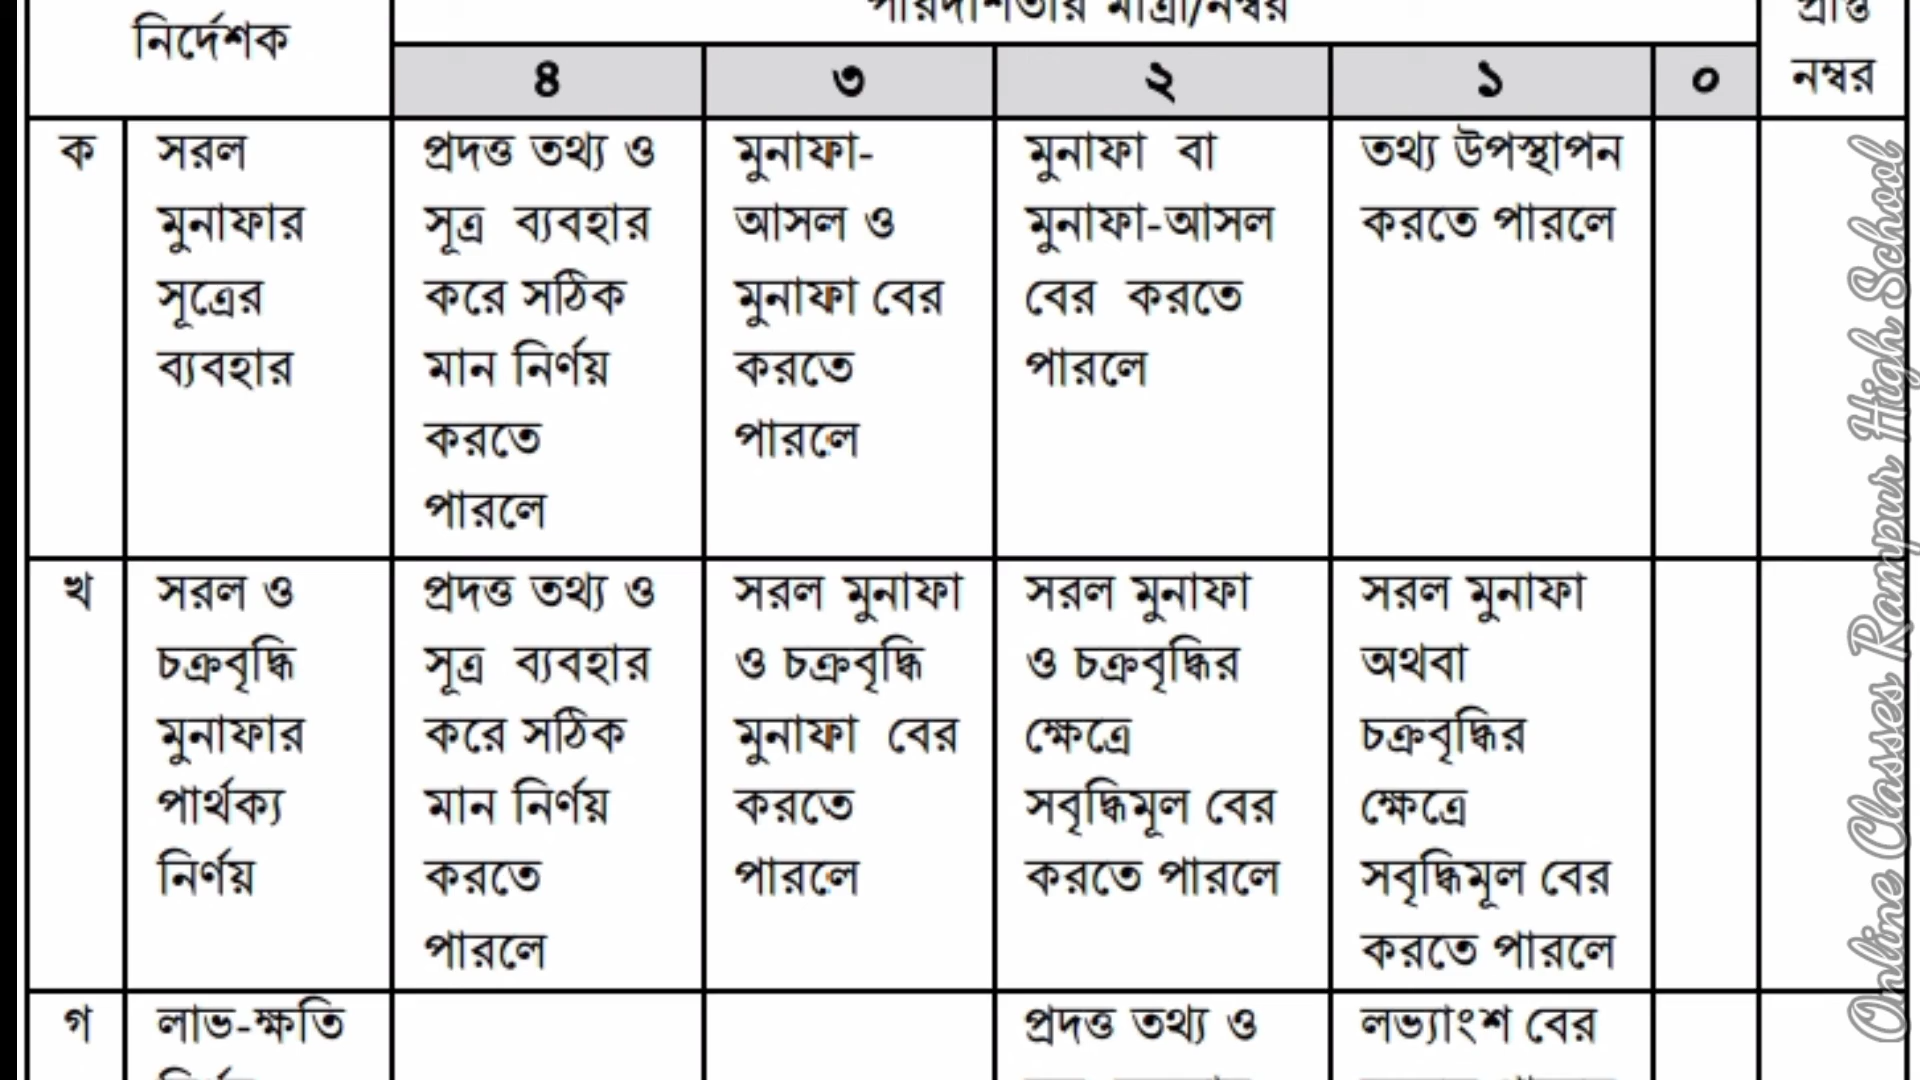 নির্দেশক
পারদর্শিতার মাত্রা/নম্বর
প্রাপ্ত
নম্বর
৪ ৩ ২ ১ ০
ক
সরল
মুনাফার
সূত্রের
ব্যবহার
প্রদত্ত তথ্য ও
সূত্র ব্যবহার
করে সঠিক
মান নির্ণয়
করতে
পারলে
মুনাফা-
আসল ও
মুনাফা বের
করতে
পারলে
মুনাফা বা
মুনাফা-আসল
বের করতে
পারলে
তথ্য উপস্থাপন
করতে পারলে
খ
সরল ও
চক্রবৃদ্ধি
মুনাফার
পার্থক্য
নির্ণয়
প্রদত্ত তথ্য ও
সূত্র ব্যবহার
করে সঠিক
মান নির্ণয়
করতে
পারলে
সরল মুনাফা
ও চক্রবৃদ্ধি
মুনাফা বের
করতে
পারলে
সরল মুনাফা
ও চক্রবৃদ্ধির
ক্ষেত্রে
সবৃদ্ধিমূল বের
করতে পারলে
সরল মুনাফা
অথবা
চক্রবৃদ্ধির
ক্ষেত্রে
সবৃদ্ধিমূল বের
করতে পারলে
গ
লাভ-ক্ষতি
প্রদত্ত তথ্য ও
লভ্যাংশ বের
Online Classes Rampur High School